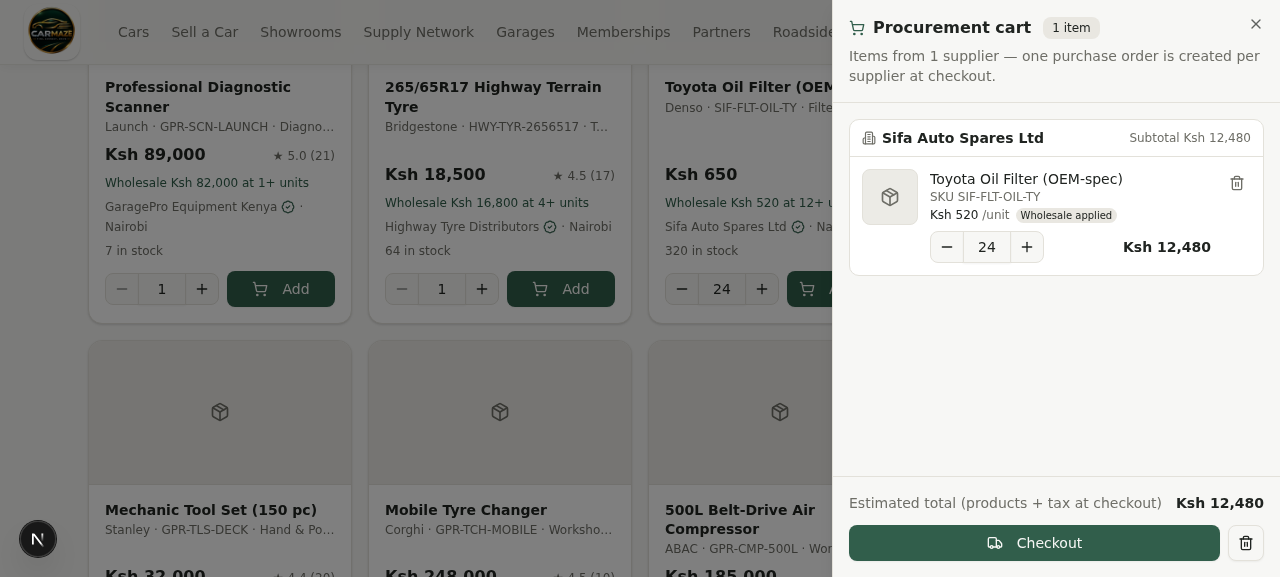 CARMAZE
Cars
Sell a Car
Showrooms
Supply Network
Garages
Memberships
Partners
Roadside
Professional Diagnostic
Scanner
Launch · GPR-SCN-LAUNCH · Diagno...
Ksh 89,000
★ 5.0 (21)
Wholesale Ksh 82,000 at 1+ units
GaragePro Equipment Kenya ·
Nairobi
7 in stock
1
Add
265/65R17 Highway Terrain
Tyre
Bridgestone · HWY-TYR-2656517 · T...
Ksh 18,500
★ 4.5 (17)
Wholesale Ksh 16,800 at 4+ units
Highway Tyre Distributors · Nairobi
64 in stock
1
Add
Toyota Oil Filter (OEM
Denso · SIF-FLT-OIL-TY · Filte
Ksh 650
Wholesale Ksh 520 at 12+ u
Sifa Auto Spares Ltd · Na
320 in stock
24
Mechanic Tool Set (150 pc)
Stanley · GPR-TLS-DECK · Hand & Po...
Ksh 32,000
★ 4.4 (20)
Mobile Tyre Changer
Corghi · GPR-TCH-MOBILE · Worksho...
Ksh 248,000
★ 4.5 (10)
500L Belt-Drive Air
Compressor
ABAC · GPR-CMP-500L · Wor
Ksh 185,000
N
Procurement cart
1 item
Items from 1 supplier — one purchase order is created per
supplier at checkout.
Sifa Auto Spares Ltd
Subtotal Ksh 12,480
Toyota Oil Filter (OEM-spec)
SKU SIF-FLT-OIL-TY
Ksh 520 /unit
Wholesale applied
24
Ksh 12,480
Estimated total (products + tax at checkout)
Ksh 12,480
Checkout